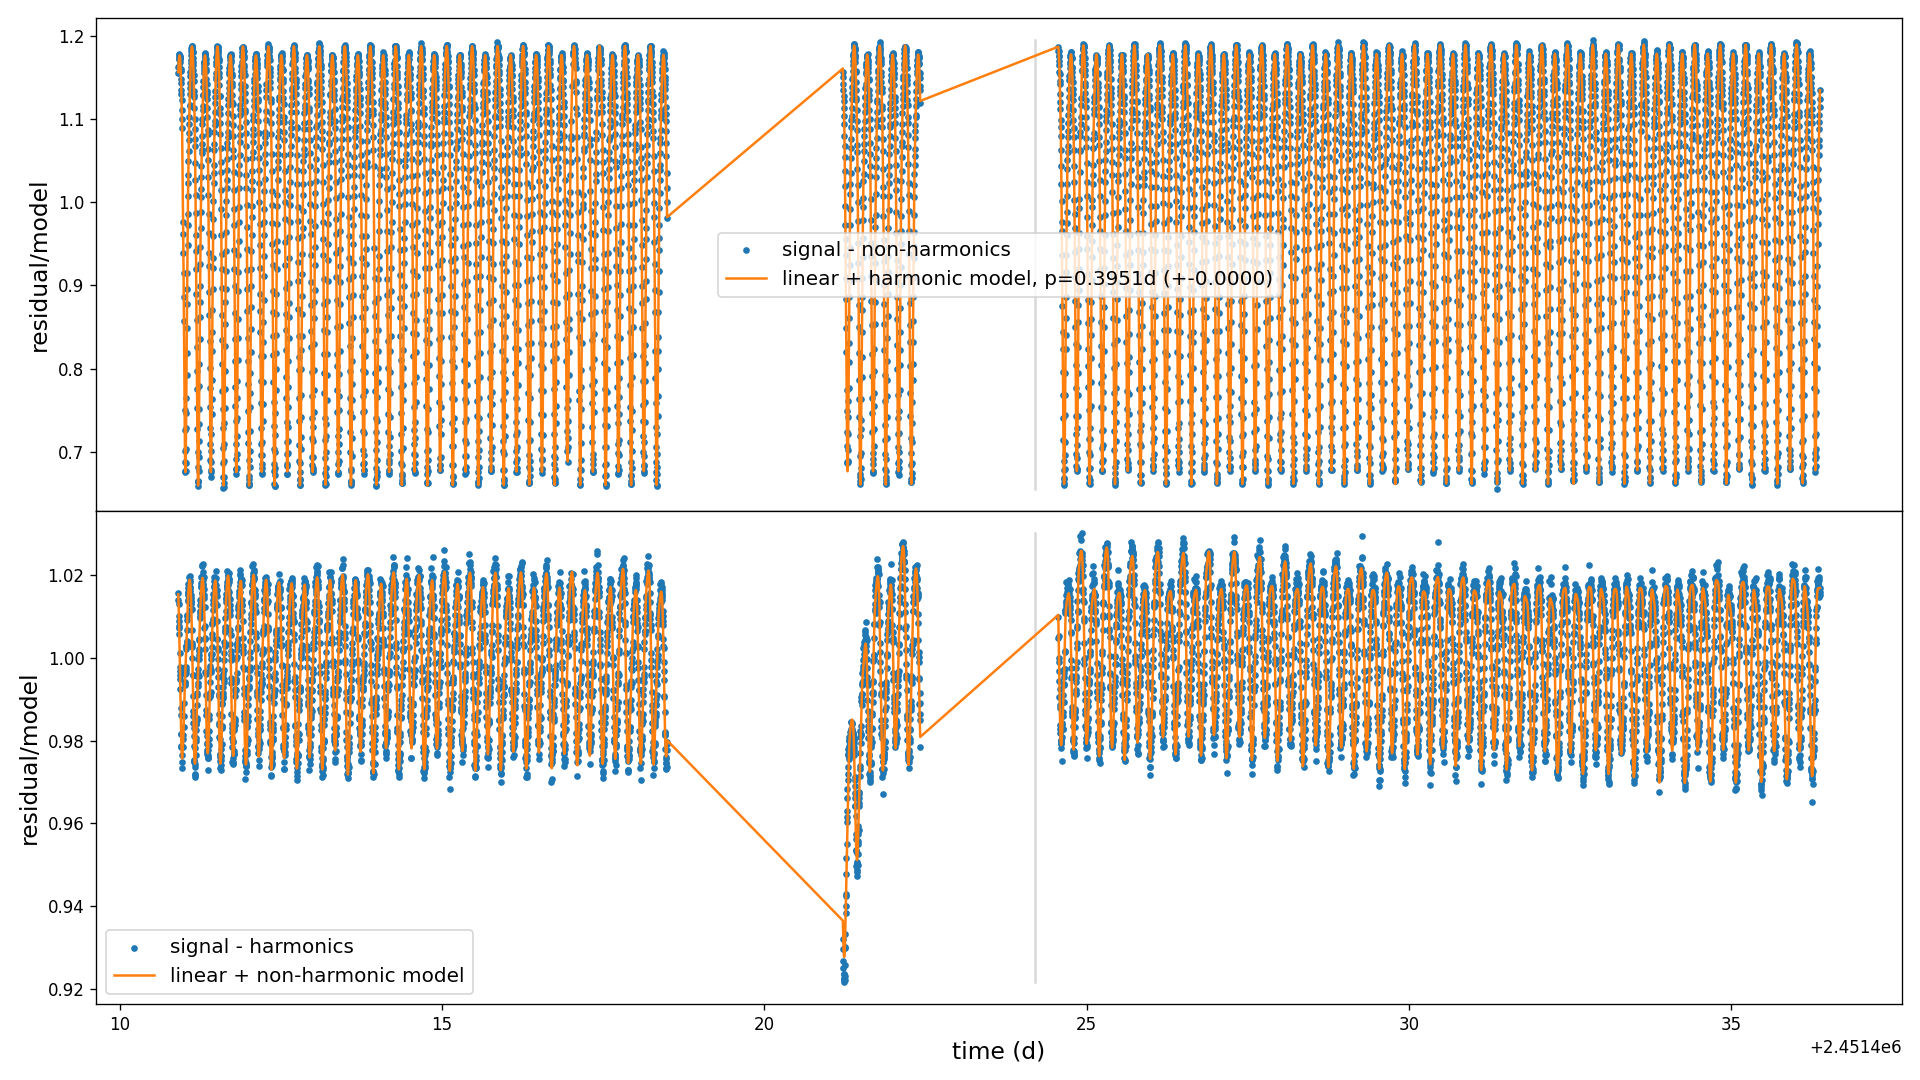 1.2
1.1
1.0
0.9
0.8
0.7
residual/model
signal - non-harmonics
linear + harmonic model, p=0.3951d (+-0.0000)
1.02
1.00
0.98
0.96
0.94
0.92
residual/model
signal - harmonics
linear + non-harmonic model
10 15 20 25 30 35
time (d)
+2.4514e6